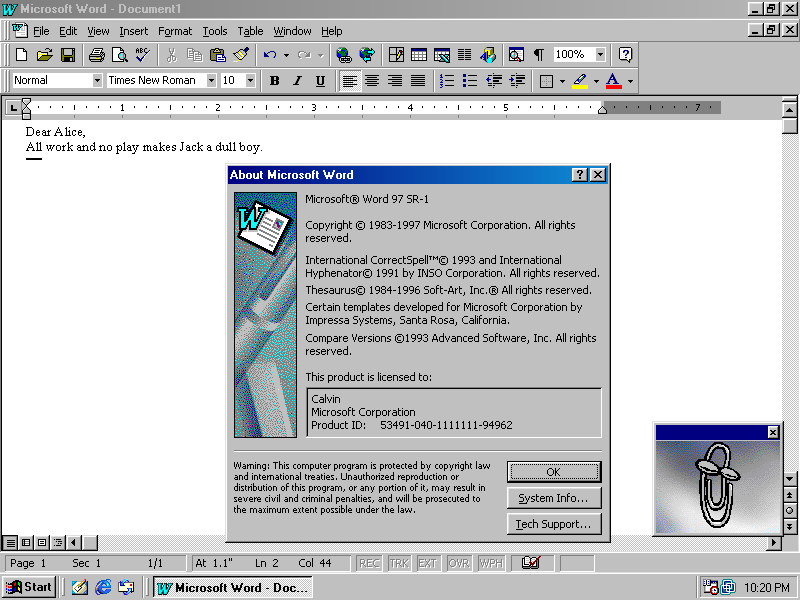 Microsoft Word - Document1
File Edit View Insert Format Tools Table Window Help
100%
Normal Times New Roman 10 B I U A
1 2 3 4 5 7
Dear Alice,
All work and no play makes Jack a dull boy.
About Microsoft Word
Microsoft® Word 97 SR-1
Copyright © 1983-1997 Microsoft Corporation. All rights
reserved.
International CorrectSpell™© 1993 and International
Hyphenator© 1991 by INSO Corporation. All rights reserved.
Thesaurus© 1984-1996 Soft-Art, Inc.® All rights reserved.
Certain templates developed for Microsoft Corporation by
Impressa Systems, Santa Rosa, California.
Compare Versions ©1993 Advanced Software, Inc. All rights
reserved.
This product is licensed to:
Calvin
Microsoft Corporation
Product ID: 53491-040-1111111-94962
Warning: This computer program is protected by copyright law
and international treaties. Unauthorized reproduction or
distribution of this program, or any portion of it, may result in
severe civil and criminal penalties, and will be prosecuted to
the maximum extent possible under the law.
OK
System Info...
Tech Support...
Page 1 Sec 1 1/1 At 1.1" Ln 2 Col 44 REC TRK EXT OVR WPH
Start Microsoft Word - Doc... 10:20 PM